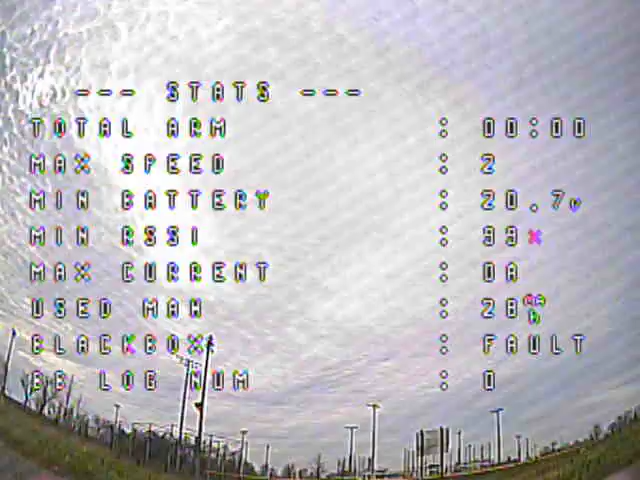 --- STATS ---
TOTAL ARM : 00:00
MAX SPEED : 2
MIN BATTERY : 20.7V
MIN RSSI : 99%
MAX CURRENT : 0A
USED MAH : 28MAH
BLACKBOX : FAULT
BB LOG NUM : 0